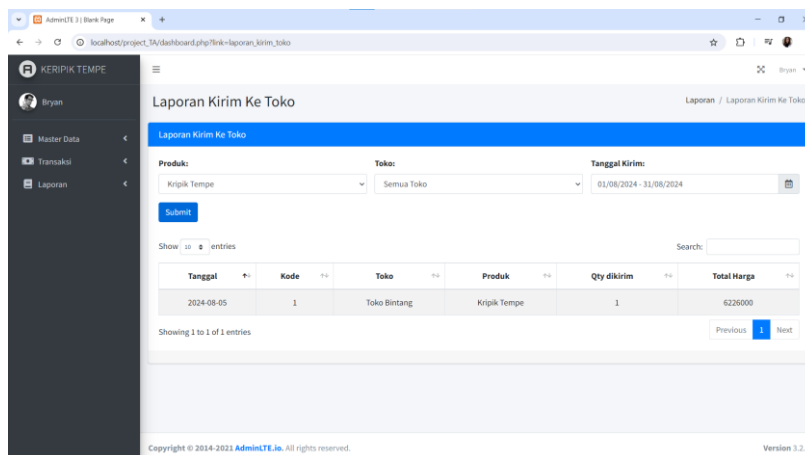 AdminLTE 3 | Blank Page
localhost/project_TA/dashboard.php?link=laporan_kirim_toko
KERIPIK TEMPE
Bryan
Bryan
Laporan Kirim Ke Toko
Laporan / Laporan Kirim Ke Toko
Master Data
Transaksi
Laporan
Laporan Kirim Ke Toko
Produk: Toko: Tanggal Kirim:
Kripik Tempe Semua Toko 01/08/2024 - 31/08/2024
Submit
Show 10 entries Search:
Tanggal Kode Toko Produk Qty dikirim Total Harga
2024-08-05 1 Toko Bintang Kripik Tempe 1 6226000
Showing 1 to 1 of 1 entries Previous 1 Next
Copyright © 2014-2021 AdminLTE.io. All rights reserved. Version 3.2.